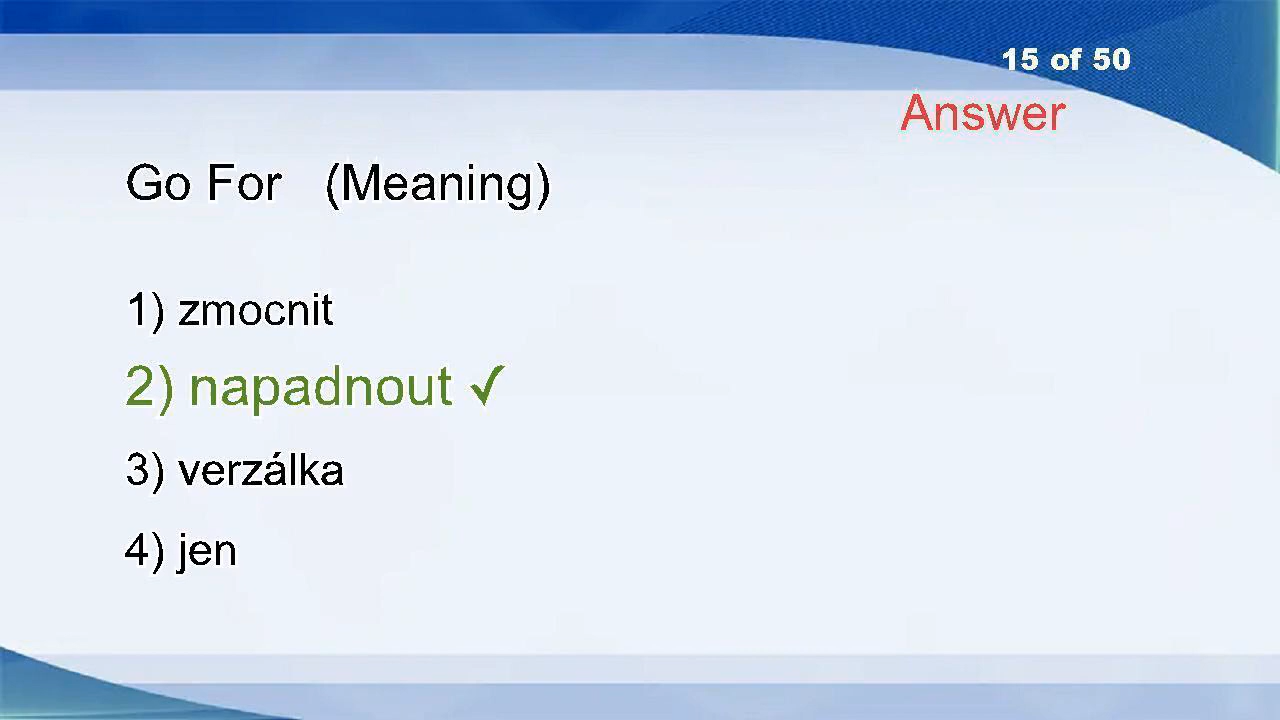 15 of 50
Answer
Go For (Meaning)
1) zmocnit
2) napadnout ✓
3) verzálka
4) jen